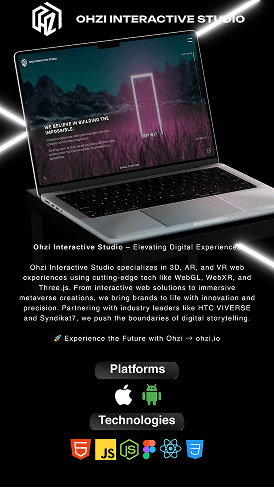 OHZI INTERACTIVE STUDIO
OHZI INTERACTIVE STUDIO
WE BELIEVE IN BUILDING THE
IMPOSSIBLE.
Ohzi Interactive Studio – Elevating Digital Experiences
Ohzi Interactive Studio specializes in 3D, AR, and VR web
experiences using cutting-edge tech like WebGL, WebXR, and
Three.js. From interactive web solutions to immersive
metaverse creations, we bring brands to life with innovation and
precision. Partnering with industry leaders like HTC VIVERSE
and Syndikat7, we push the boundaries of digital storytelling.
🚀 Experience the Future with Ohzi → ohzi.io
Platforms
Technologies
JS